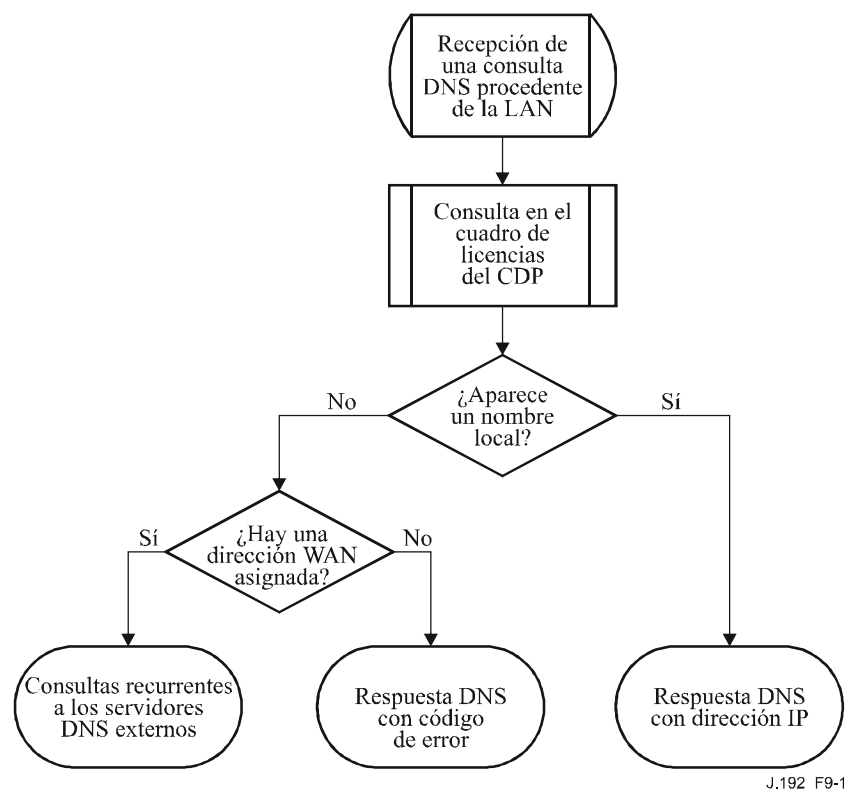 Recepción de
una consulta
DNS procedente
de la LAN
Consulta en el
cuadro de
licencias
del CDP
¿Aparece
un nombre
local?
No
Sí
¿Hay una
dirección WAN
asignada?
Sí
No
Consultas recurrentes
a los servidores
DNS externos
Respuesta DNS
con código
de error
Respuesta DNS
con dirección IP
J.192_F9-1